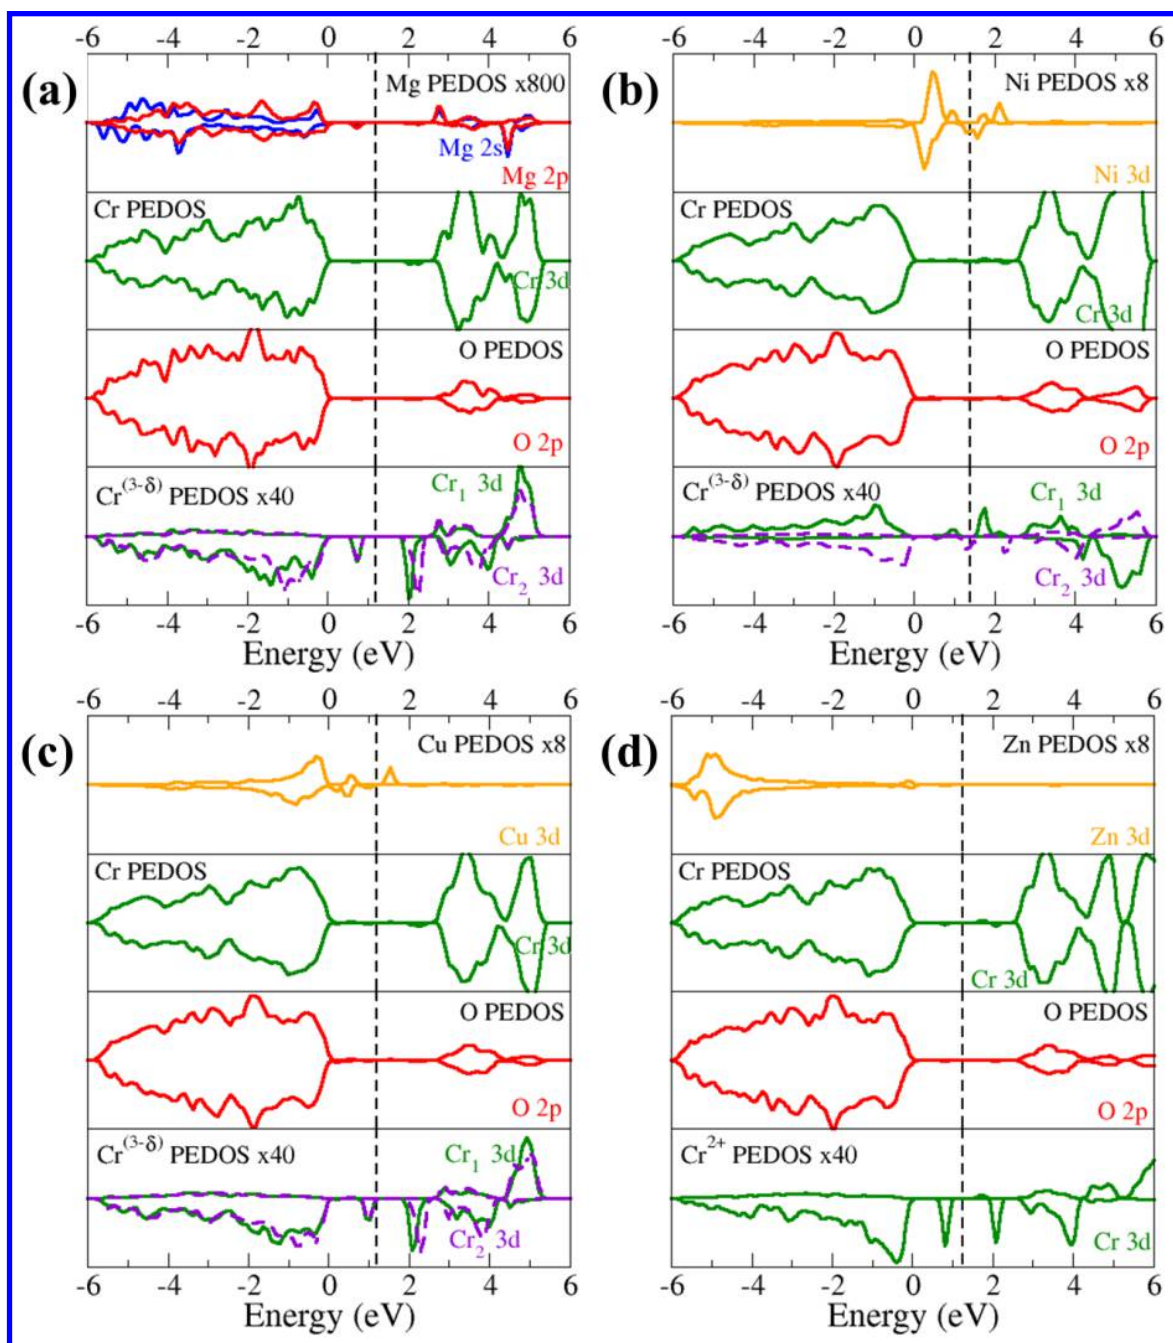 -6 -4 -2 0 2 4 6
(a)
Mg PEDOS x800
Mg 2s
Mg 2p
Cr PEDOS
Cr 3d
O PEDOS
O 2p
Cr(3-δ) PEDOS x40
Cr1 3d
Cr2 3d
-6 -4 -2 0 2 4 6
Energy (eV)
-6 -4 -2 0 2 4 6
(b)
Ni PEDOS x8
Ni 3d
Cr PEDOS
Cr 3d
O PEDOS
O 2p
Cr(3-δ) PEDOS x40
Cr1 3d
Cr2 3d
-6 -4 -2 0 2 4 6
Energy (eV)
-6 -4 -2 0 2 4 6
(c)
Cu PEDOS x8
Cu 3d
Cr PEDOS
Cr 3d
O PEDOS
O 2p
Cr(3-δ) PEDOS x40
Cr1 3d
Cr2 3d
-6 -4 -2 0 2 4 6
Energy (eV)
-6 -4 -2 0 2 4 6
(d)
Zn PEDOS x8
Zn 3d
Cr PEDOS
Cr 3d
O PEDOS
O 2p
Cr2+ PEDOS x40
Cr 3d
-6 -4 -2 0 2 4 6
Energy (eV)